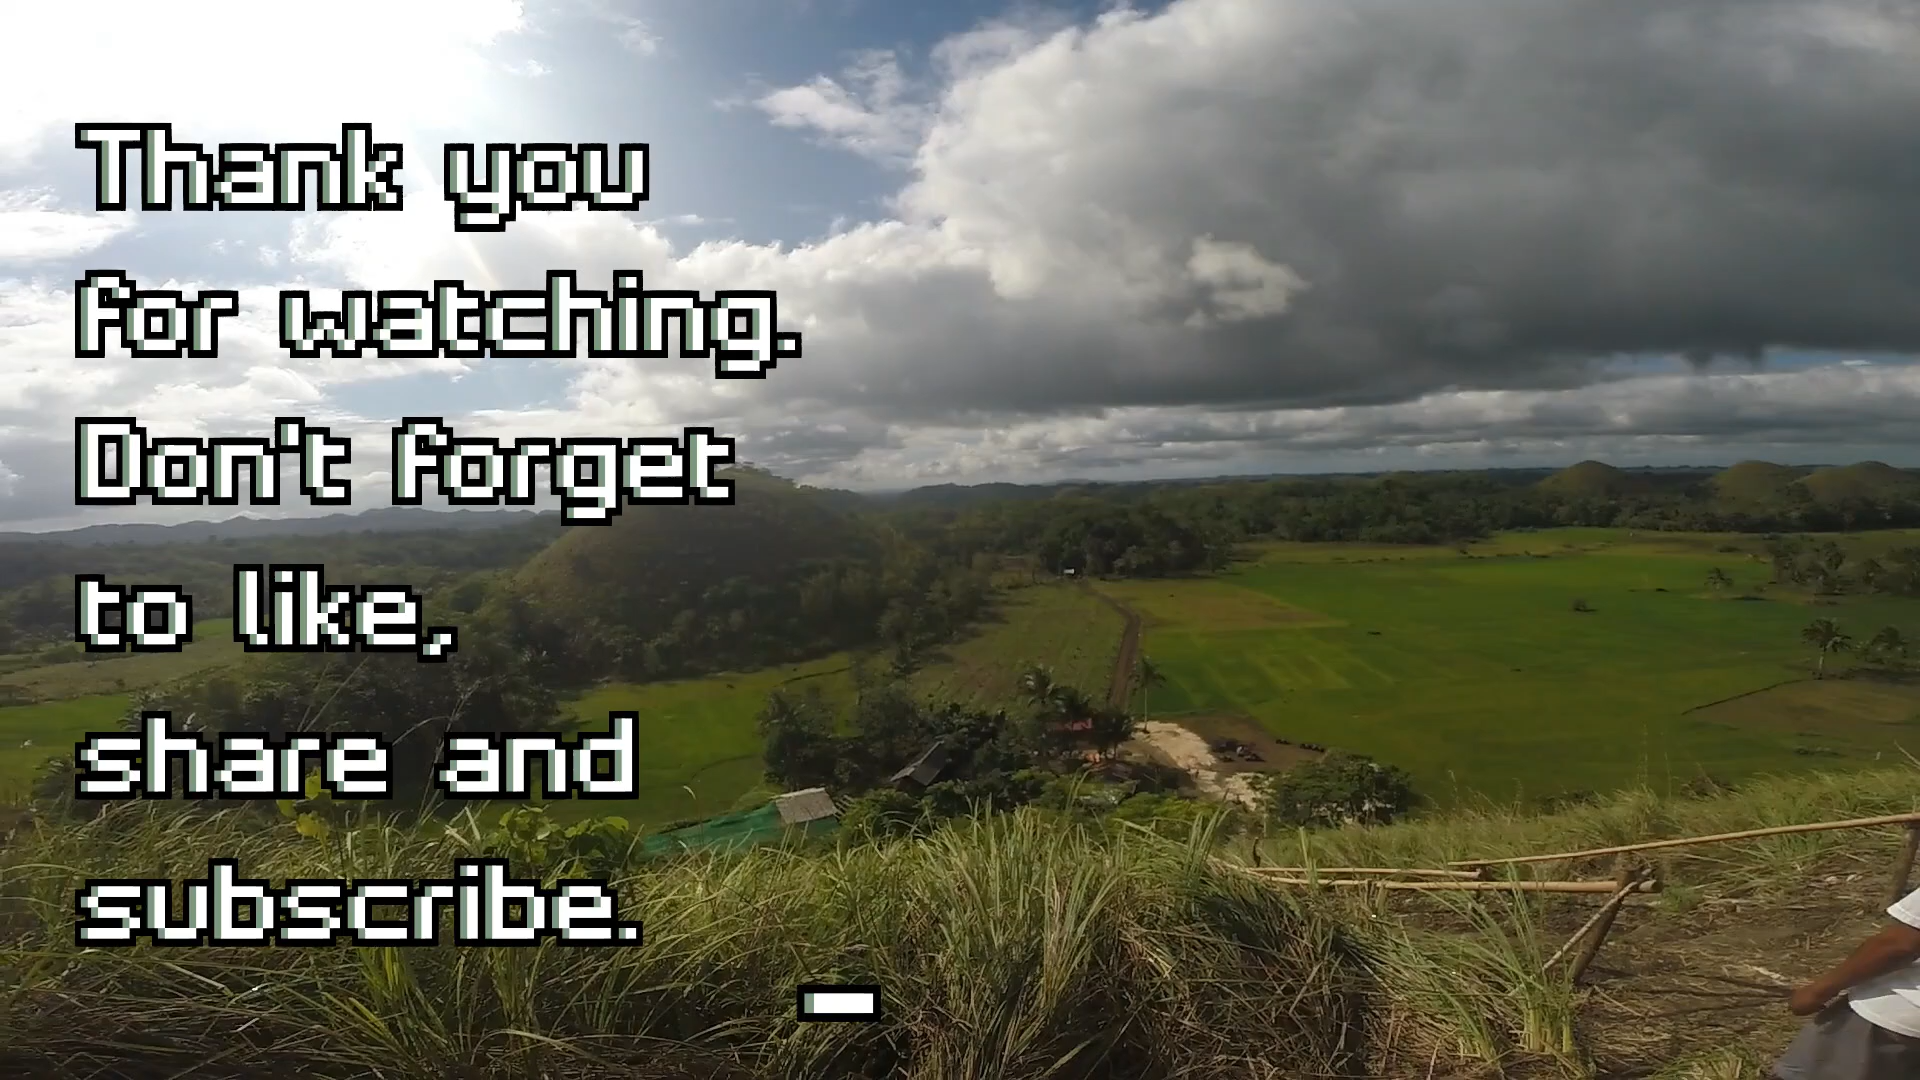 Thank you
for watching.
Don't forget
to like,
share and
subscribe.
_